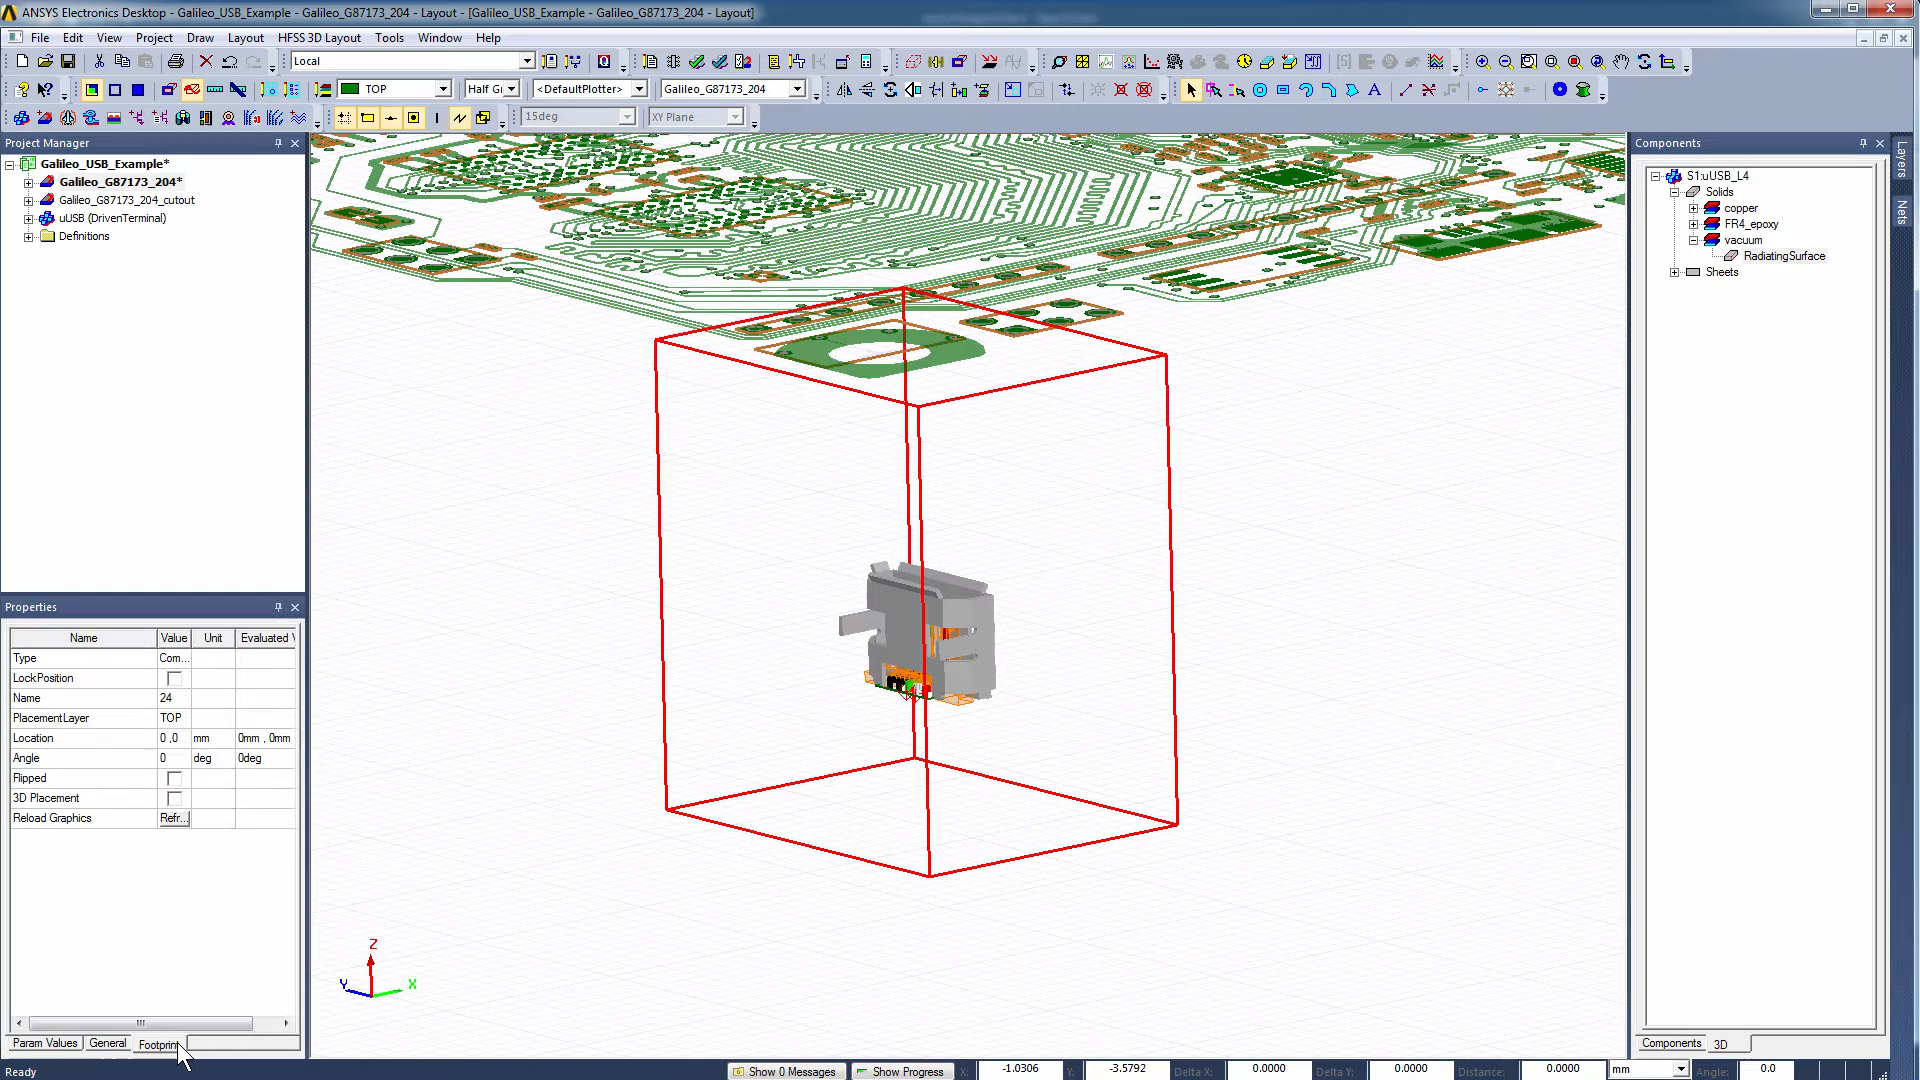 ANSYS Electronics Desktop - Galileo_USB_Example - Galileo_G87173_204 - Layout - [Galileo_USB_Example - Galileo_G87173_204 - Layout]
File Edit View Project Draw Layout HFSS 3D Layout Tools Window Help
Local
TOP Half Gr <DefaultPlotter> Galileo_G87173_204
15deg XY Plane
Project Manager
Galileo_USB_Example*
Galileo_G87173_204*
Galileo_G87173_204_cutout
uUSB (DrivenTerminal)
Definitions
Properties
Name Value Unit Evaluated V
Type Com...
LockPosition
Name 24
PlacementLayer TOP
Location 0 ,0 mm 0mm , 0mm
Angle 0 deg 0deg
Flipped
3D Placement
Reload Graphics Refr...
Param Values General Footprint
Z
Y X
Components
S1:uUSB_L4
Solids
copper
FR4_epoxy
vacuum
RadiatingSurface
Sheets
Components 3D
Layers
Nets
Ready Show 0 Messages Show Progress X: -1.0306 Y: -3.5792 Delta X: 0.0000 Delta Y: 0.0000 Distance: 0.0000 mm Angle: 0.0